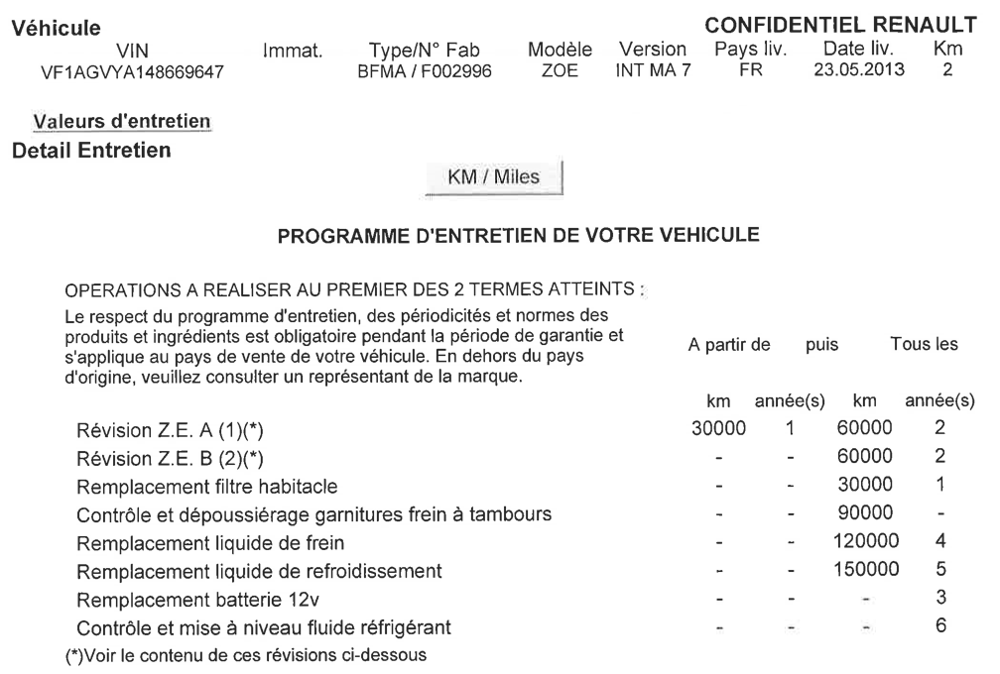 Véhicule CONFIDENTIEL RENAULT
VIN Immat. Type/N° Fab Modèle Version Pays liv. Date liv. Km
VF1AGVYA148669647 BFMA / F002996 ZOE INT MA 7 FR 23.05.2013 2
Valeurs d'entretien
Detail Entretien
KM / Miles
PROGRAMME D'ENTRETIEN DE VOTRE VEHICULE
OPERATIONS A REALISER AU PREMIER DES 2 TERMES ATTEINTS :
Le respect du programme d'entretien, des périodicités et normes des
produits et ingrédients est obligatoire pendant la période de garantie et
s'applique au pays de vente de votre véhicule. En dehors du pays
d'origine, veuillez consulter un représentant de la marque.
A partir de puis Tous les
km année(s) km année(s)
Révision Z.E. A (1)(*) 30000 1 60000 2
Révision Z.E. B (2)(*) - - 60000 2
Remplacement filtre habitacle - - 30000 1
Contrôle et dépoussiérage garnitures frein à tambours - - 90000 -
Remplacement liquide de frein - - 120000 4
Remplacement liquide de refroidissement - - 150000 5
Remplacement batterie 12v - - - 3
Contrôle et mise à niveau fluide réfrigérant - - - 6
(*)Voir le contenu de ces révisions ci-dessous